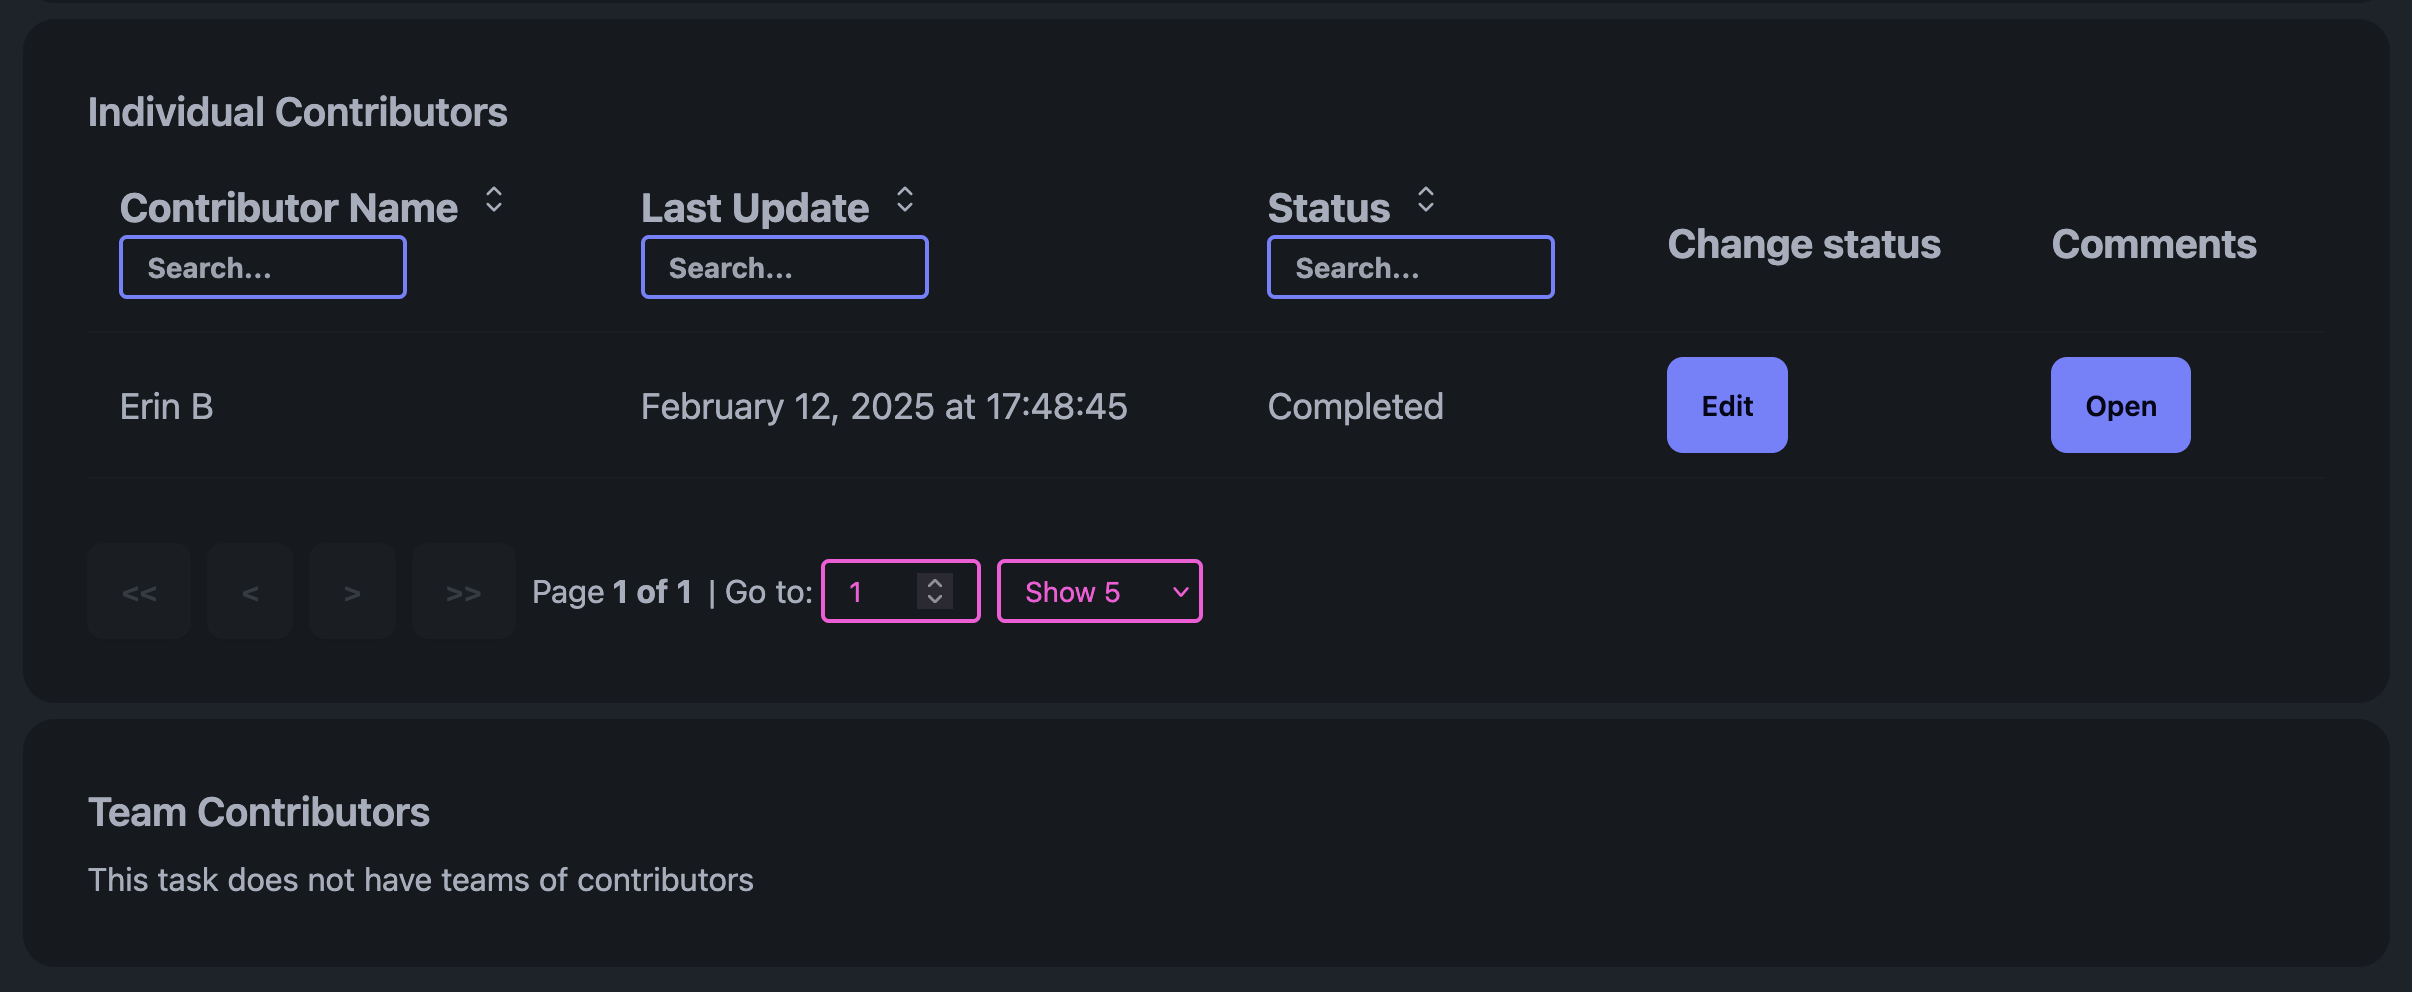 Individual Contributors
Contributor Name Last Update Status Change status Comments
Search... Search... Search...
Erin B February 12, 2025 at 17:48:45 Completed Edit Open
<< < > >> Page 1 of 1 | Go to: 1 Show 5
Team Contributors
This task does not have teams of contributors